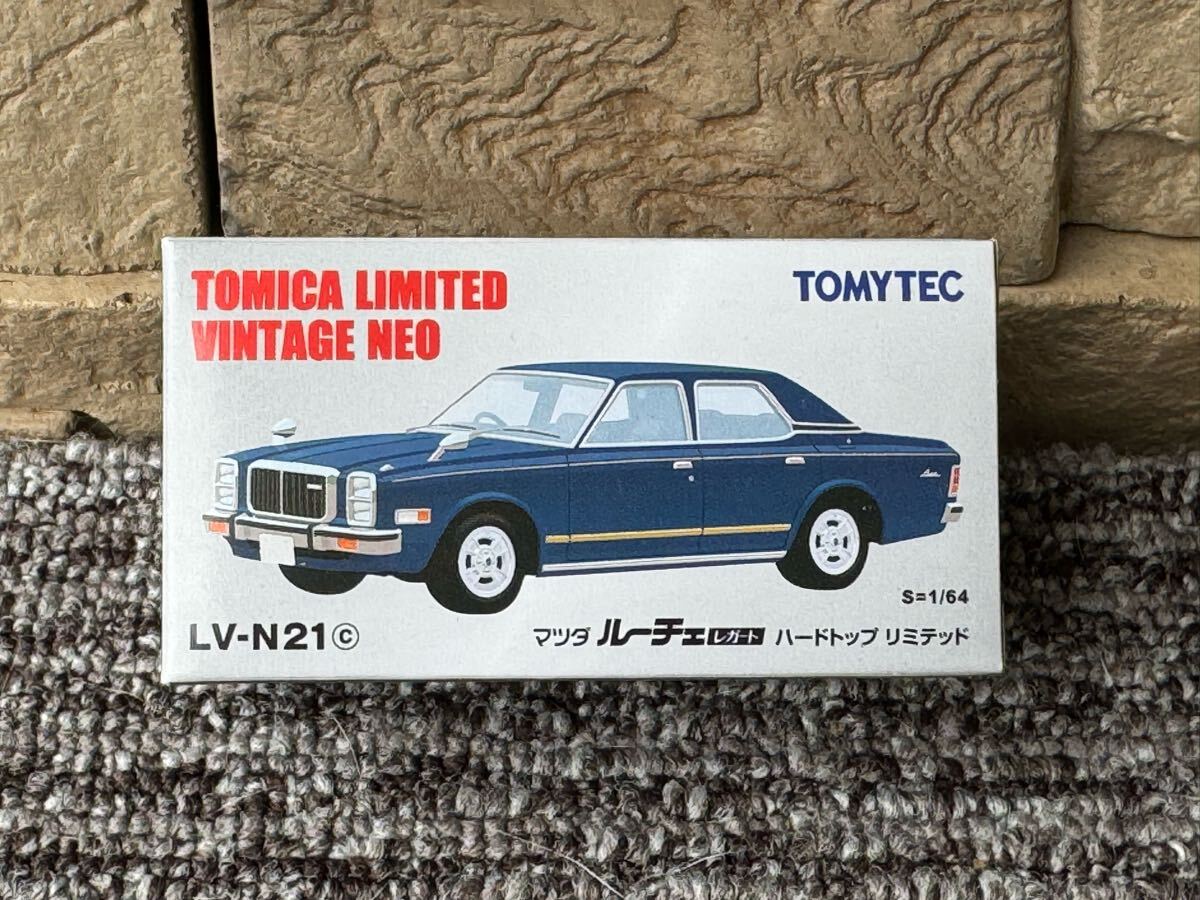 TOMICA LIMITED
VINTAGE NEO
TOMYTEC
S=1/64
LV-N21ⓒ
マツダ ルーチェ レガート ハードトップ リミテッド